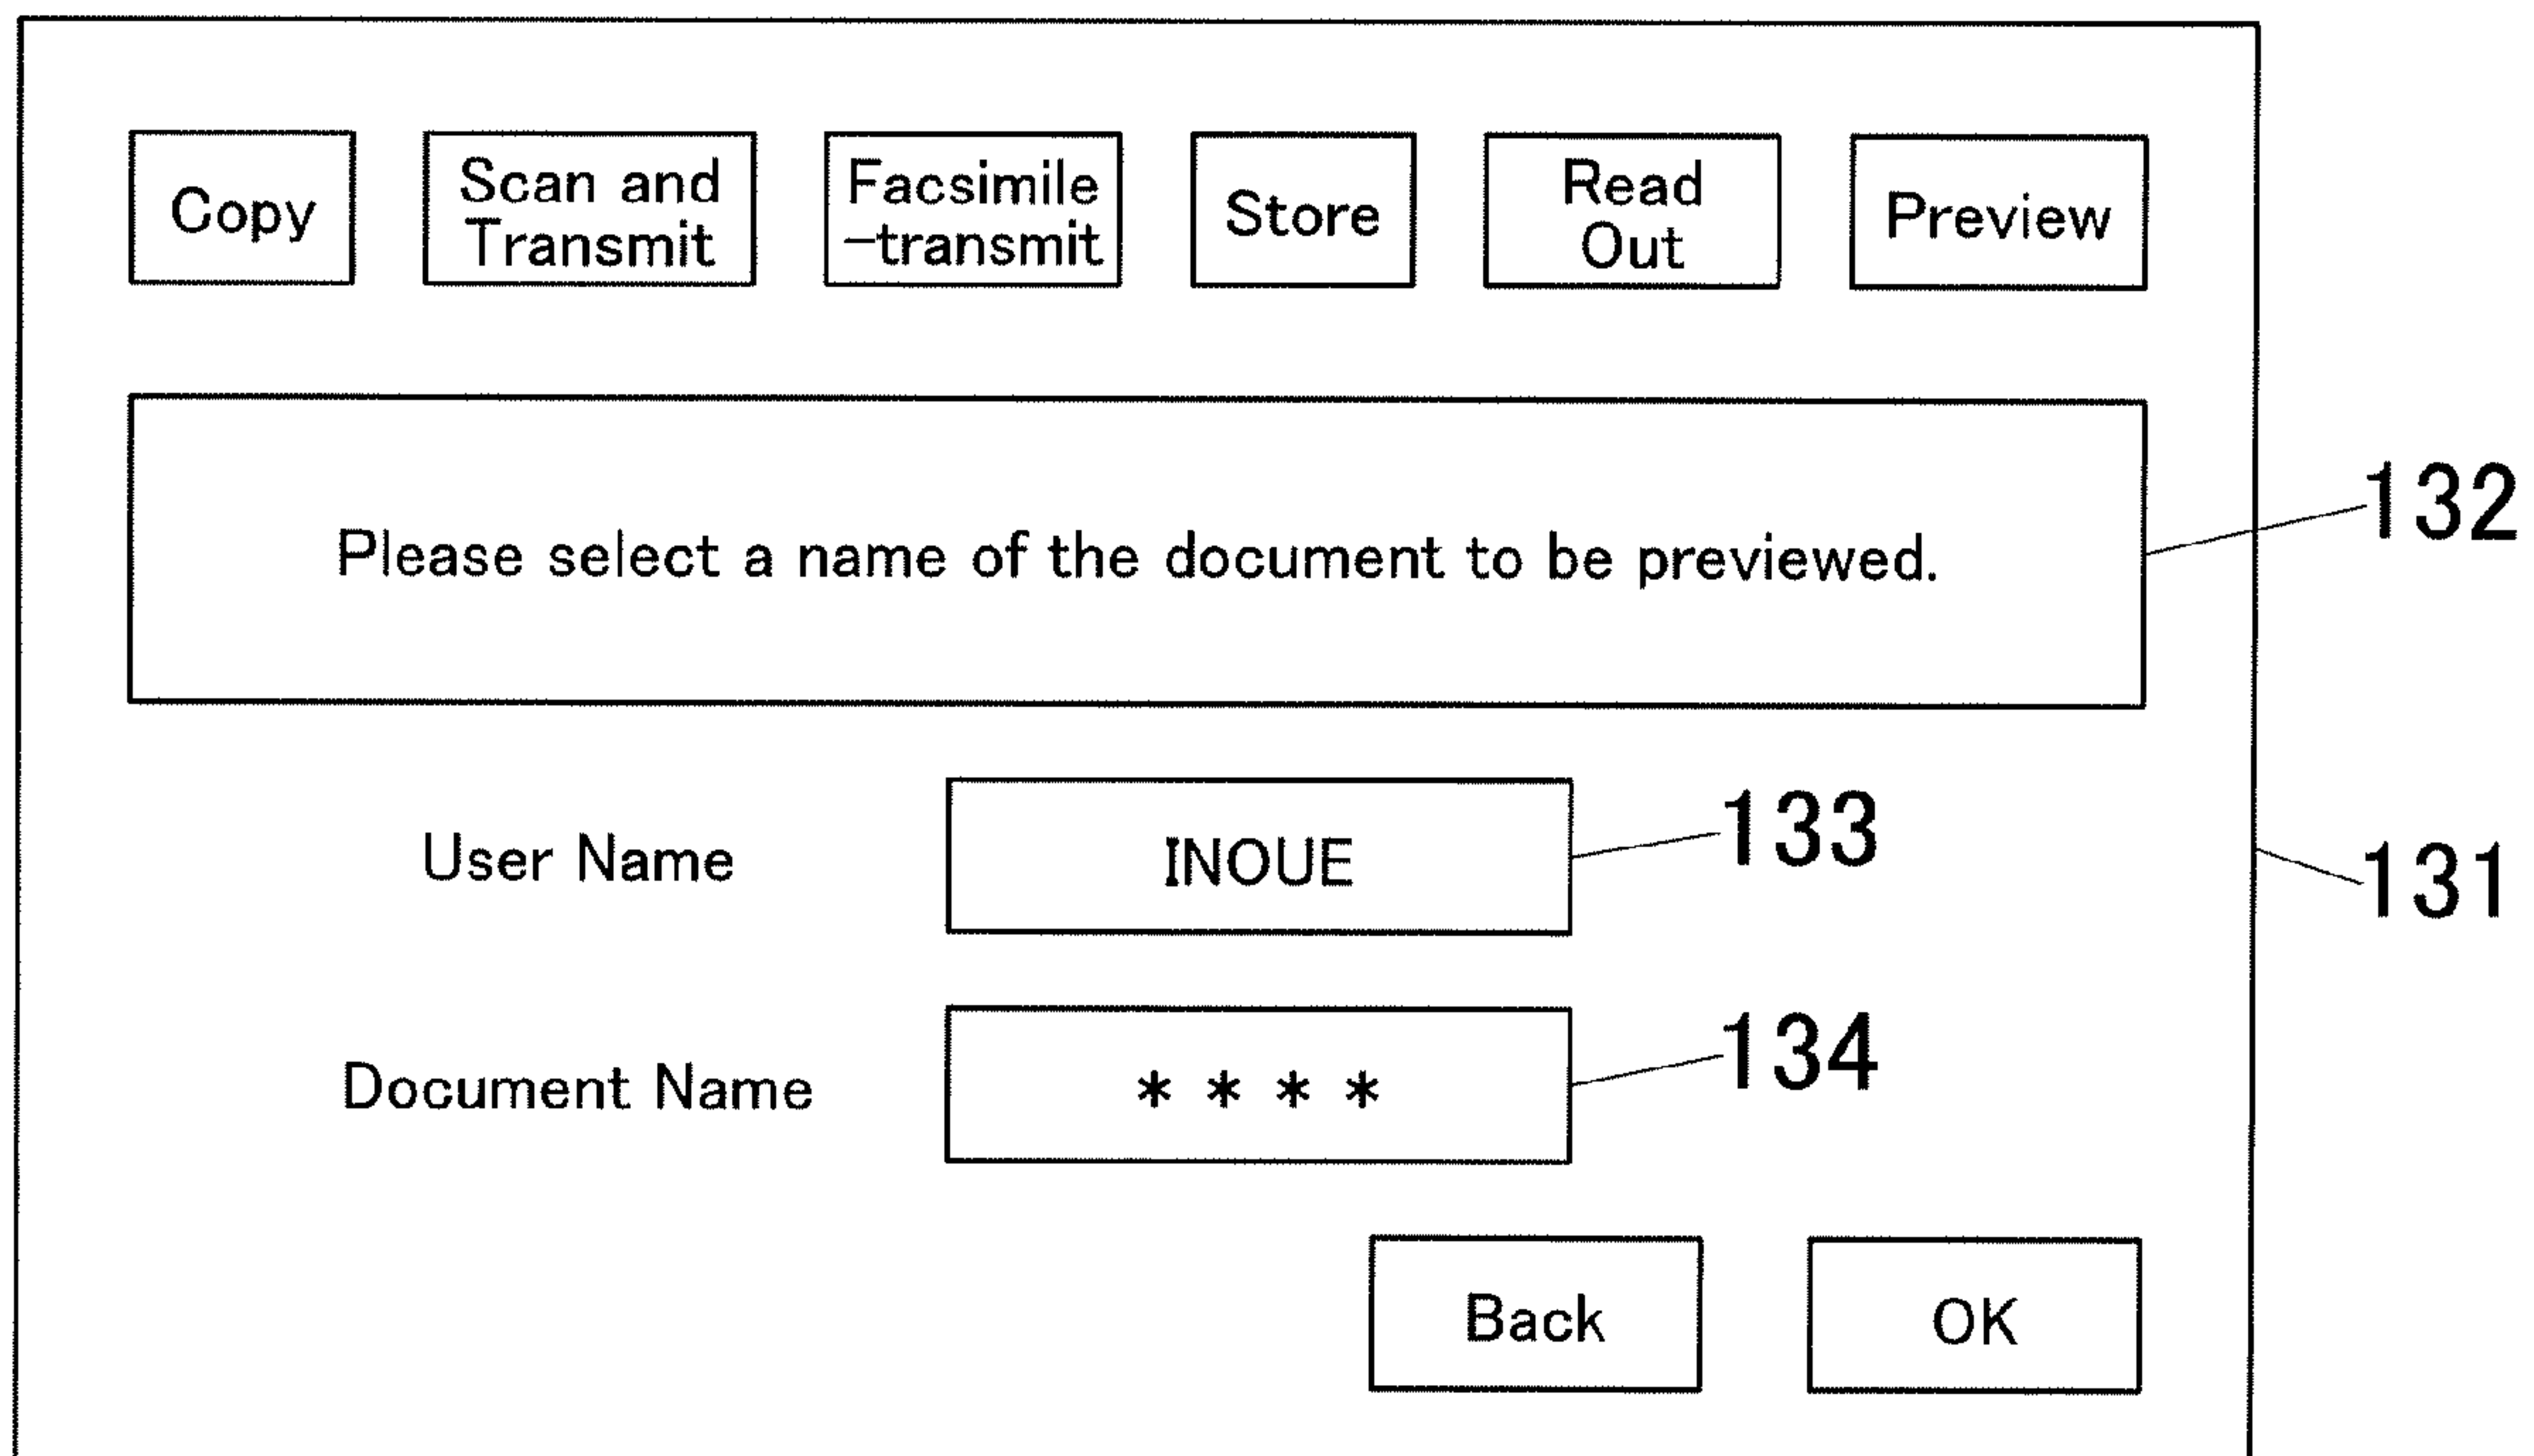 Copy
Scan and
Transmit
Facsimile
-transmit
Store
Read
Out
Preview
Please select a name of the document to be previewed.
132
User Name
INOUE
133
131
Document Name
* * * *
134
Back
OK